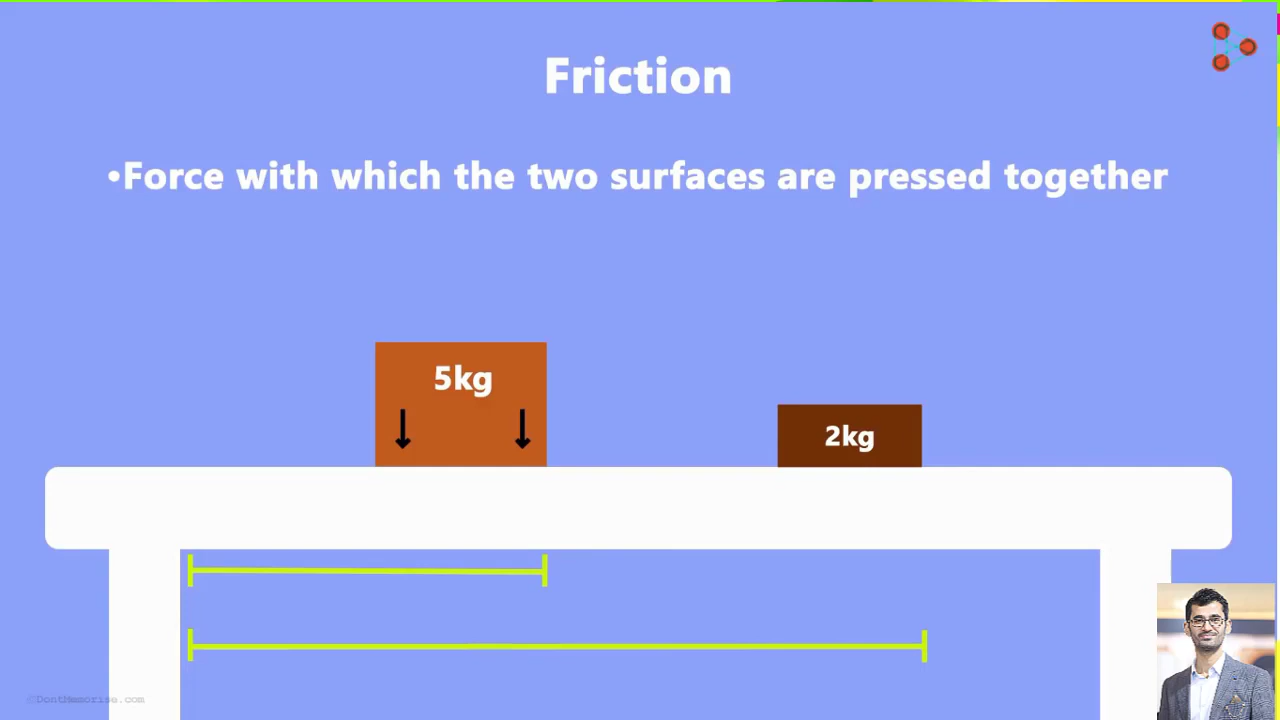 Friction
•Force with which the two surfaces are pressed together
5kg
2kg
©DontMemorise.com